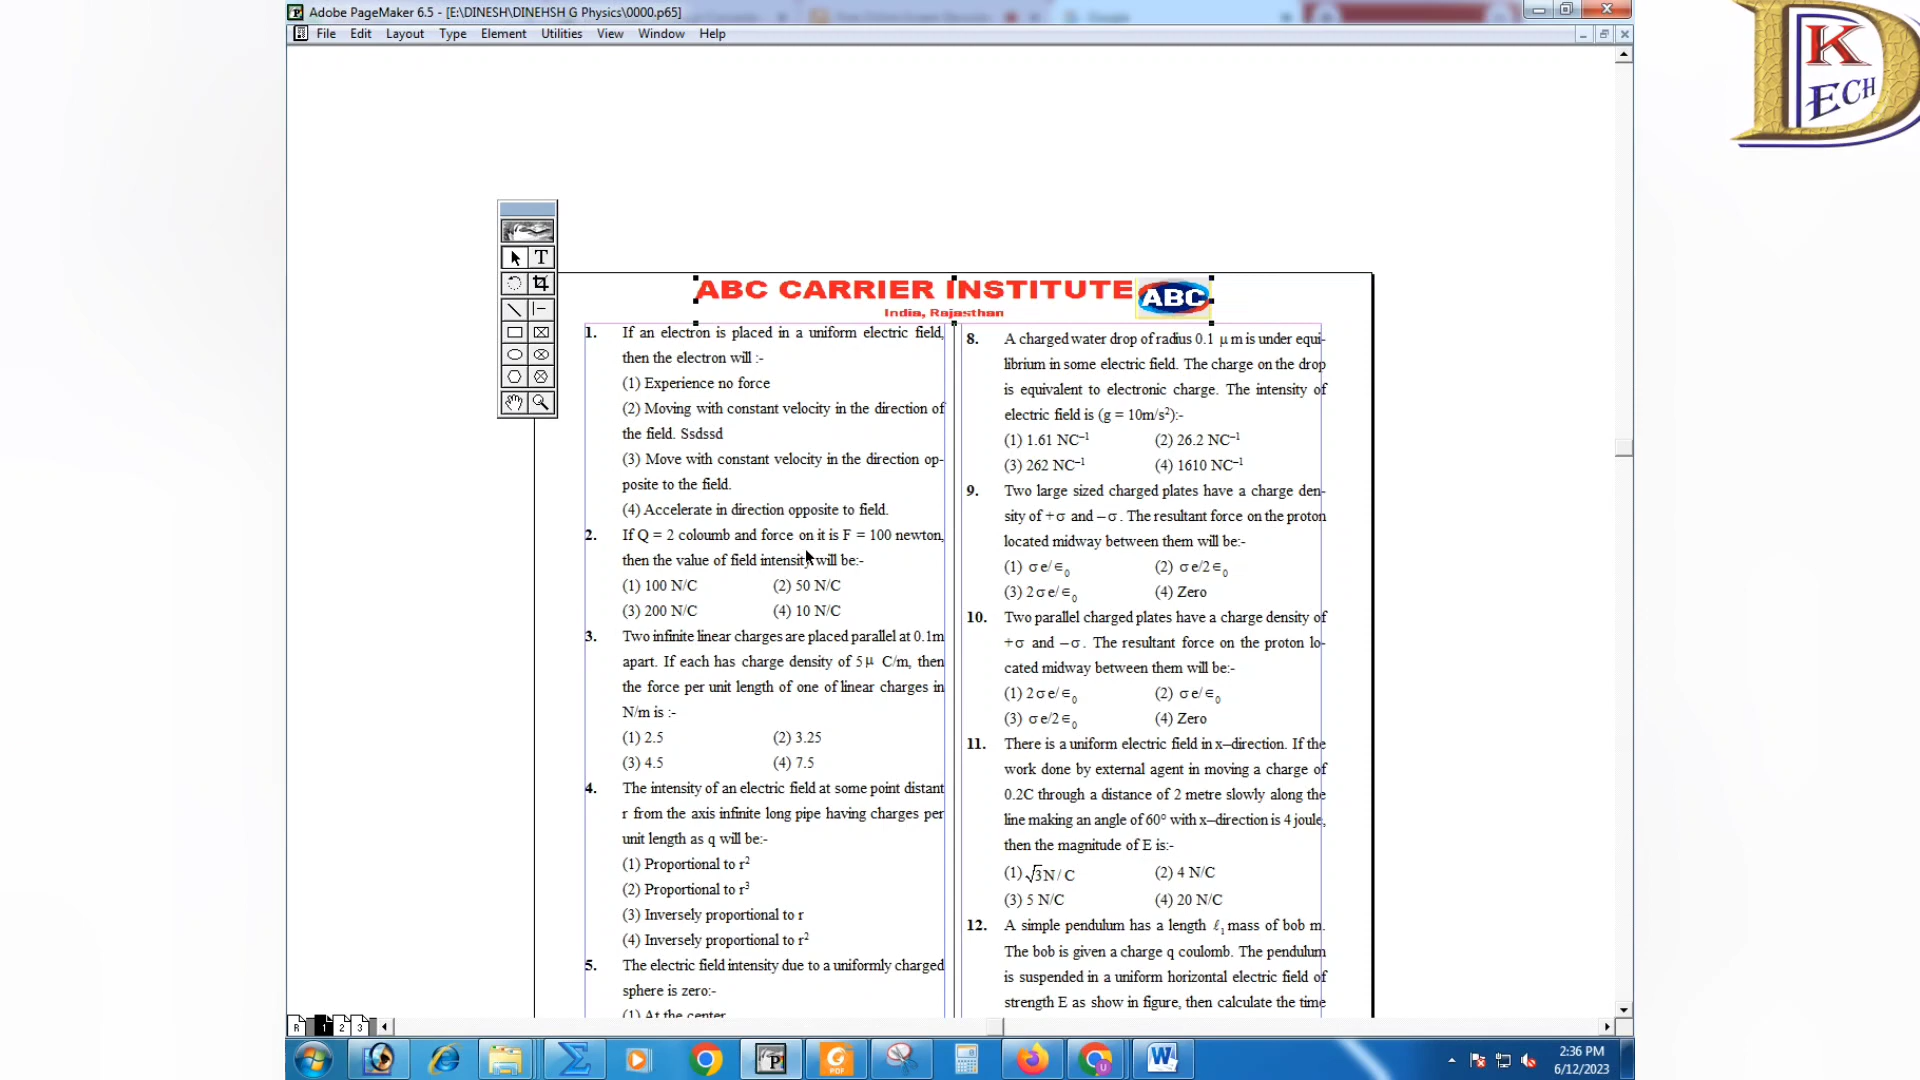 Adobe PageMaker 6.5 - [E:\DINESH\DINEHSH G Physics\0000.p65]
File Edit Layout Type Element Utilities View Window Help
K
D
ECH
T
ABC CARRIER INSTITUTE
ABC
India, Rajasthan
1. If an electron is placed in a uniform electric field,
then the electron will :-
(1) Experience no force
(2) Moving with constant velocity in the direction of
the field. Ssdssd
(3) Move with constant velocity in the direction op-
posite to the field.
(4) Accelerate in direction opposite to field.
2. If Q = 2 coloumb and force on it is F = 100 newton,
then the value of field intensity will be:-
(1) 100 N/C (2) 50 N/C
(3) 200 N/C (4) 10 N/C
3. Two infinite linear charges are placed parallel at 0.1m
apart. If each has charge density of 5μ C/m, then
the force per unit length of one of linear charges in
N/m is :-
(1) 2.5 (2) 3.25
(3) 4.5 (4) 7.5
4. The intensity of an electric field at some point distant
r from the axis infinite long pipe having charges per
unit length as q will be:-
(1) Proportional to r²
(2) Proportional to r³
(3) Inversely proportional to r
(4) Inversely proportional to r²
5. The electric field intensity due to a uniformly charged
sphere is zero:-
(1) At the center
8. A charged water drop of radius 0.1 μm is under equi-
librium in some electric field. The charge on the drop
is equivalent to electronic charge. The intensity of
electric field is (g = 10m/s²):-
(1) 1.61 NC⁻¹ (2) 26.2 NC⁻¹
(3) 262 NC⁻¹ (4) 1610 NC⁻¹
9. Two large sized charged plates have a charge den-
sity of +σ and –σ. The resultant force on the proton
located midway between them will be:-
(1) σe/∈₀ (2) σe/2∈₀
(3) 2σe/∈₀ (4) Zero
10. Two parallel charged plates have a charge density of
+σ and –σ. The resultant force on the proton lo-
cated midway between them will be:-
(1) 2σe/∈₀ (2) σe/∈₀
(3) σe/2∈₀ (4) Zero
11. There is a uniform electric field in x–direction. If the
work done by external agent in moving a charge of
0.2C through a distance of 2 metre slowly along the
line making an angle of 60° with x–direction is 4 joule,
then the magnitude of E is:-
(1) √3 N/C (2) 4 N/C
(3) 5 N/C (4) 20 N/C
12. A simple pendulum has a length ℓ₁ mass of bob m.
The bob is given a charge q coulomb. The pendulum
is suspended in a uniform horizontal electric field of
strength E as show in figure, then calculate the time
R 1 2 3
2:36 PM
6/12/2023